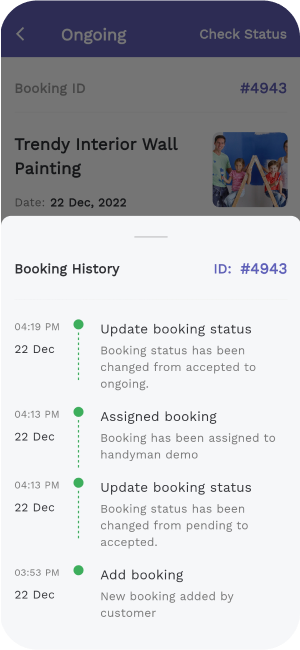 Ongoing
Check Status
Booking ID
#4943
Trendy Interior Wall
Painting
Date: 22 Dec, 2022
Booking History
ID: #4943
04:19 PM
22 Dec
Update booking status
Booking status has been
changed from accepted to
ongoing.
04:13 PM
22 Dec
Assigned booking
Booking has been assigned to
handyman demo
04:13 PM
22 Dec
Update booking status
Booking status has been
changed from pending to
accepted.
03:53 PM
22 Dec
Add booking
New booking added by
customer